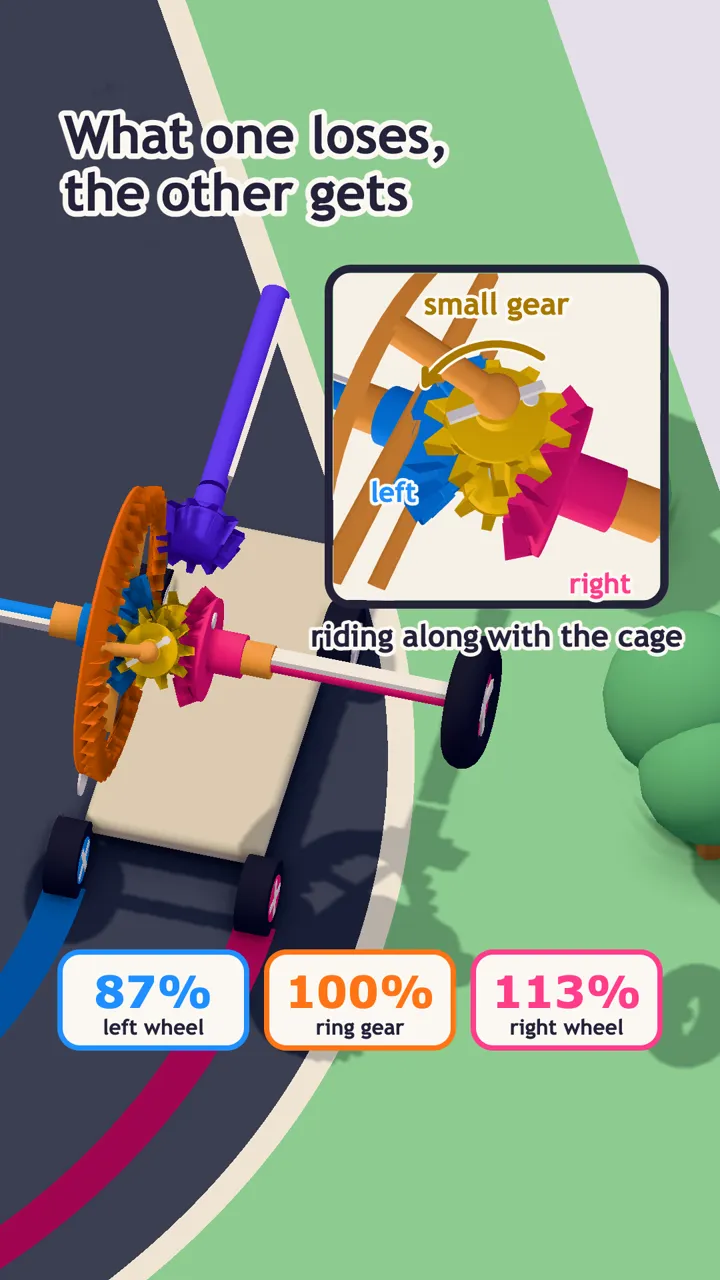 What one loses,
the other gets
small gear
left
right
riding along with the cage
87%
left wheel
100%
ring gear
113%
right wheel